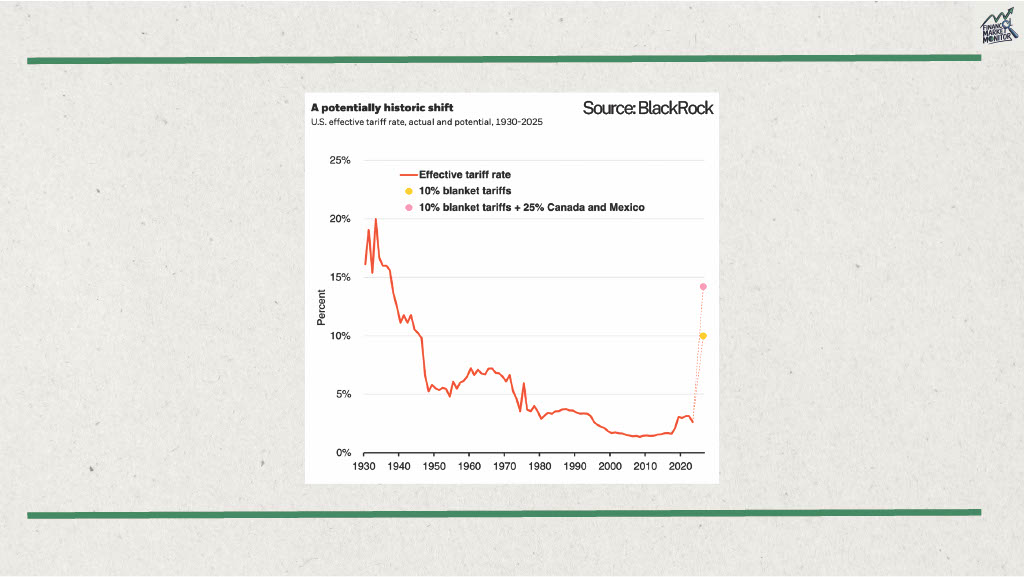 FINANCE
MARKET
MONITOR
A potentially historic shift
Source: BlackRock
U.S. effective tariff rate, actual and potential, 1930-2025
25%
Effective tariff rate
10% blanket tariffs
10% blanket tariffs + 25% Canada and Mexico
20%
15%
Percent
10%
5%
0%
1930 1940 1950 1960 1970 1980 1990 2000 2010 2020